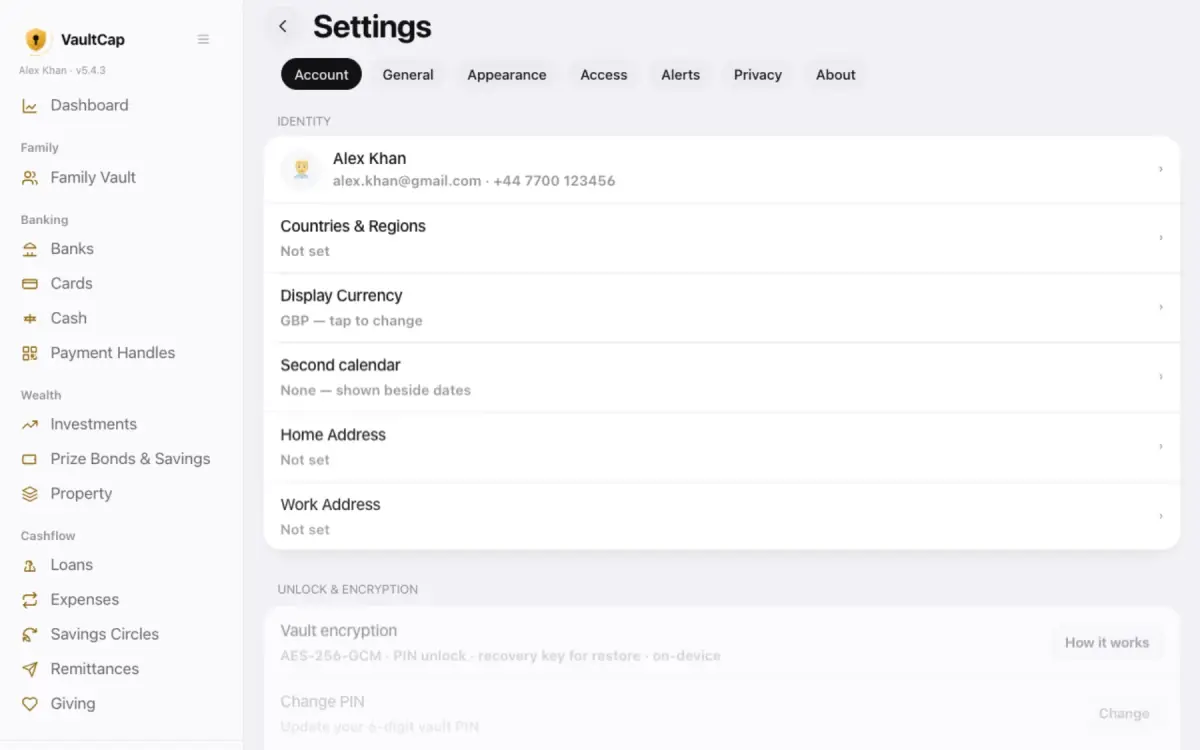 VaultCap
Alex Khan · v5.4.3
Dashboard
Family
Family Vault
Banking
Banks
Cards
Cash
Payment Handles
Wealth
Investments
Prize Bonds & Savings
Property
Cashflow
Loans
Expenses
Savings Circles
Remittances
Giving
Settings
Account
General
Appearance
Access
Alerts
Privacy
About
IDENTITY
Alex Khan
alex.khan@gmail.com · +44 7700 123456
Countries & Regions
Not set
Display Currency
GBP — tap to change
Second calendar
None — shown beside dates
Home Address
Not set
Work Address
Not set
UNLOCK & ENCRYPTION
Vault encryption
AES-256-GCM · PIN unlock · recovery key for restore · on-device
How it works
Change PIN
Update your 6-digit vault PIN
Change